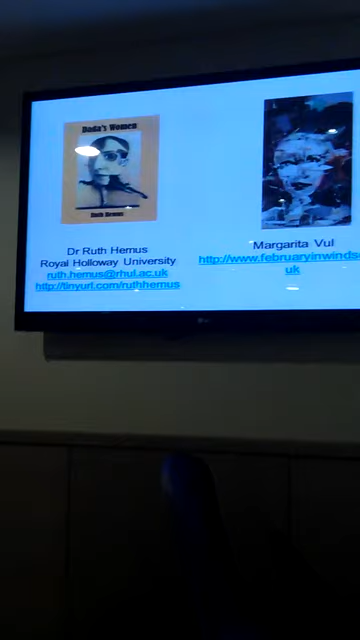 Dada's Women
Ruth Hemus
Dr Ruth Hemus
Royal Holloway University
ruth.hemus@rhul.ac.uk
http://tinyurl.com/ruthhemus
Margarita Vul
http://www.februaryinwinds
uk
LG